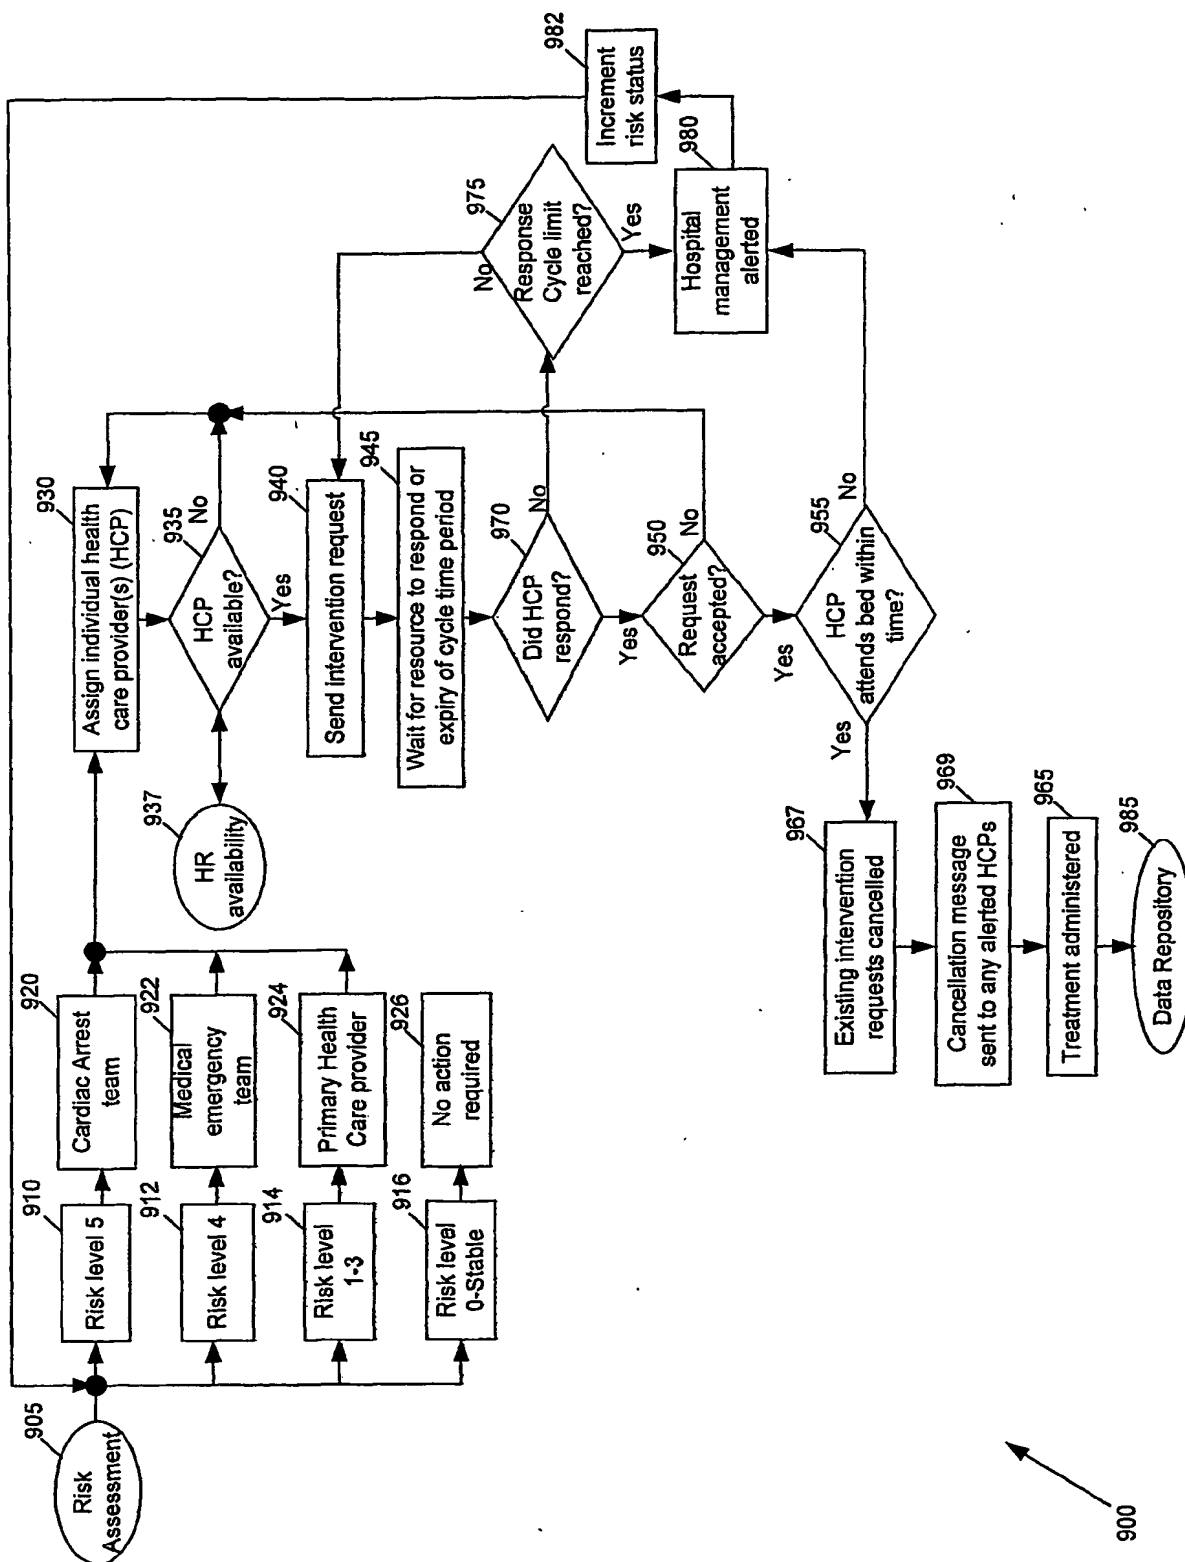 905
Risk
Assessment
910
Risk level 5
912
Risk level 4
914
Risk level
1-3
916
Risk level
0-Stable
920
Cardiac Arrest
team
922
Medical
emergency
team
924
Primary Health
Care provider
926
No action
required
930
Assign individual health
care provider(s) (HCP)
935
HCP
available?
No
Yes
937
HR
availability
940
Send intervention request
945
Wait for resource to respond or
expiry of cycle time period
970
Did HCP
respond?
No
Yes
975
Response
Cycle limit
reached?
No
Yes
950
Request
accepted?
No
Yes
955
HCP
attends bed within
time?
No
Yes
980
Hospital
management
alerted
982
Increment
risk status
967
Existing intervention
requests cancelled
969
Cancellation message
sent to any alerted HCPs
965
Treatment administered
985
Data Repository
900